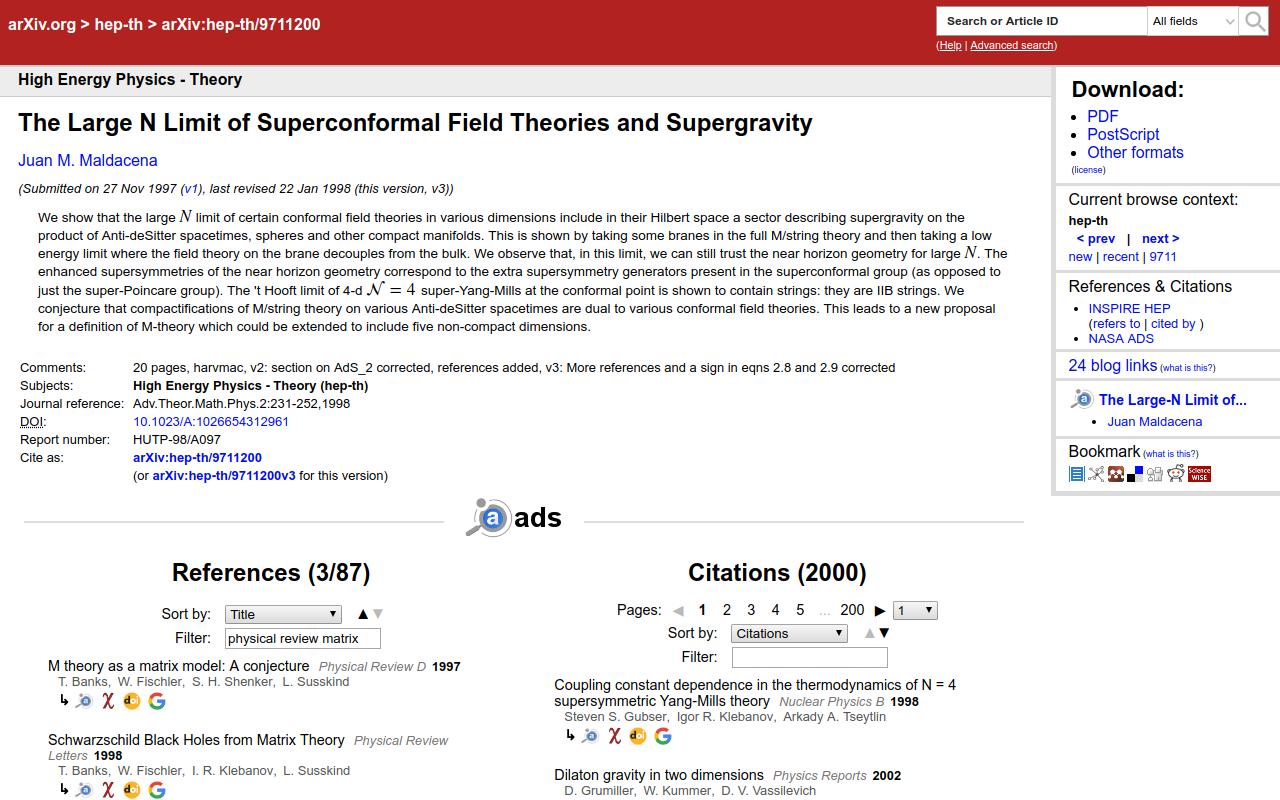 arXiv.org > hep-th > arXiv:hep-th/9711200
Search or Article ID
All fields
(Help | Advanced search)
High Energy Physics - Theory
The Large N Limit of Superconformal Field Theories and Supergravity
Juan M. Maldacena
(Submitted on 27 Nov 1997 (v1), last revised 22 Jan 1998 (this version, v3))
We show that the large N limit of certain conformal field theories in various dimensions include in their Hilbert space a sector describing supergravity on the
product of Anti-deSitter spacetimes, spheres and other compact manifolds. This is shown by taking some branes in the full M/string theory and then taking a low
energy limit where the field theory on the brane decouples from the bulk. We observe that, in this limit, we can still trust the near horizon geometry for large N. The
enhanced supersymmetries of the near horizon geometry correspond to the extra supersymmetry generators present in the superconformal group (as opposed to
just the super-Poincare group). The 't Hooft limit of 4-d 𝒩 = 4 super-Yang-Mills at the conformal point is shown to contain strings: they are IIB strings. We
conjecture that compactifications of M/string theory on various Anti-deSitter spacetimes are dual to various conformal field theories. This leads to a new proposal
for a definition of M-theory which could be extended to include five non-compact dimensions.
Comments: 20 pages, harvmac, v2: section on AdS_2 corrected, references added, v3: More references and a sign in eqns 2.8 and 2.9 corrected
Subjects: High Energy Physics - Theory (hep-th)
Journal reference: Adv.Theor.Math.Phys.2:231-252,1998
DOI: 10.1023/A:1026654312961
Report number: HUTP-98/A097
Cite as: arXiv:hep-th/9711200
(or arXiv:hep-th/9711200v3 for this version)
Download:
• PDF
• PostScript
• Other formats
(license)
Current browse context:
hep-th
< prev | next >
new | recent | 9711
References & Citations
• INSPIRE HEP
(refers to | cited by )
• NASA ADS
24 blog links (what is this?)
a The Large-N Limit of...
• Juan Maldacena
Bookmark (what is this?)
Science WISE
a ads
References (3/87)
Sort by: Title ▲▼
Filter: physical review matrix
M theory as a matrix model: A conjecture Physical Review D 1997
T. Banks, W. Fischler, S. H. Shenker, L. Susskind
↳ a χ doi G
Schwarzschild Black Holes from Matrix Theory Physical Review
Letters 1998
T. Banks, W. Fischler, I. R. Klebanov, L. Susskind
↳ a χ doi G
Citations (2000)
Pages: ◀ 1 2 3 4 5 ... 200 ▶ 1
Sort by: Citations ▲▼
Filter:
Coupling constant dependence in the thermodynamics of N = 4
supersymmetric Yang-Mills theory Nuclear Physics B 1998
Steven S. Gubser, Igor R. Klebanov, Arkady A. Tseytlin
↳ a χ doi G
Dilaton gravity in two dimensions Physics Reports 2002
D. Grumiller, W. Kummer, D. V. Vassilevich